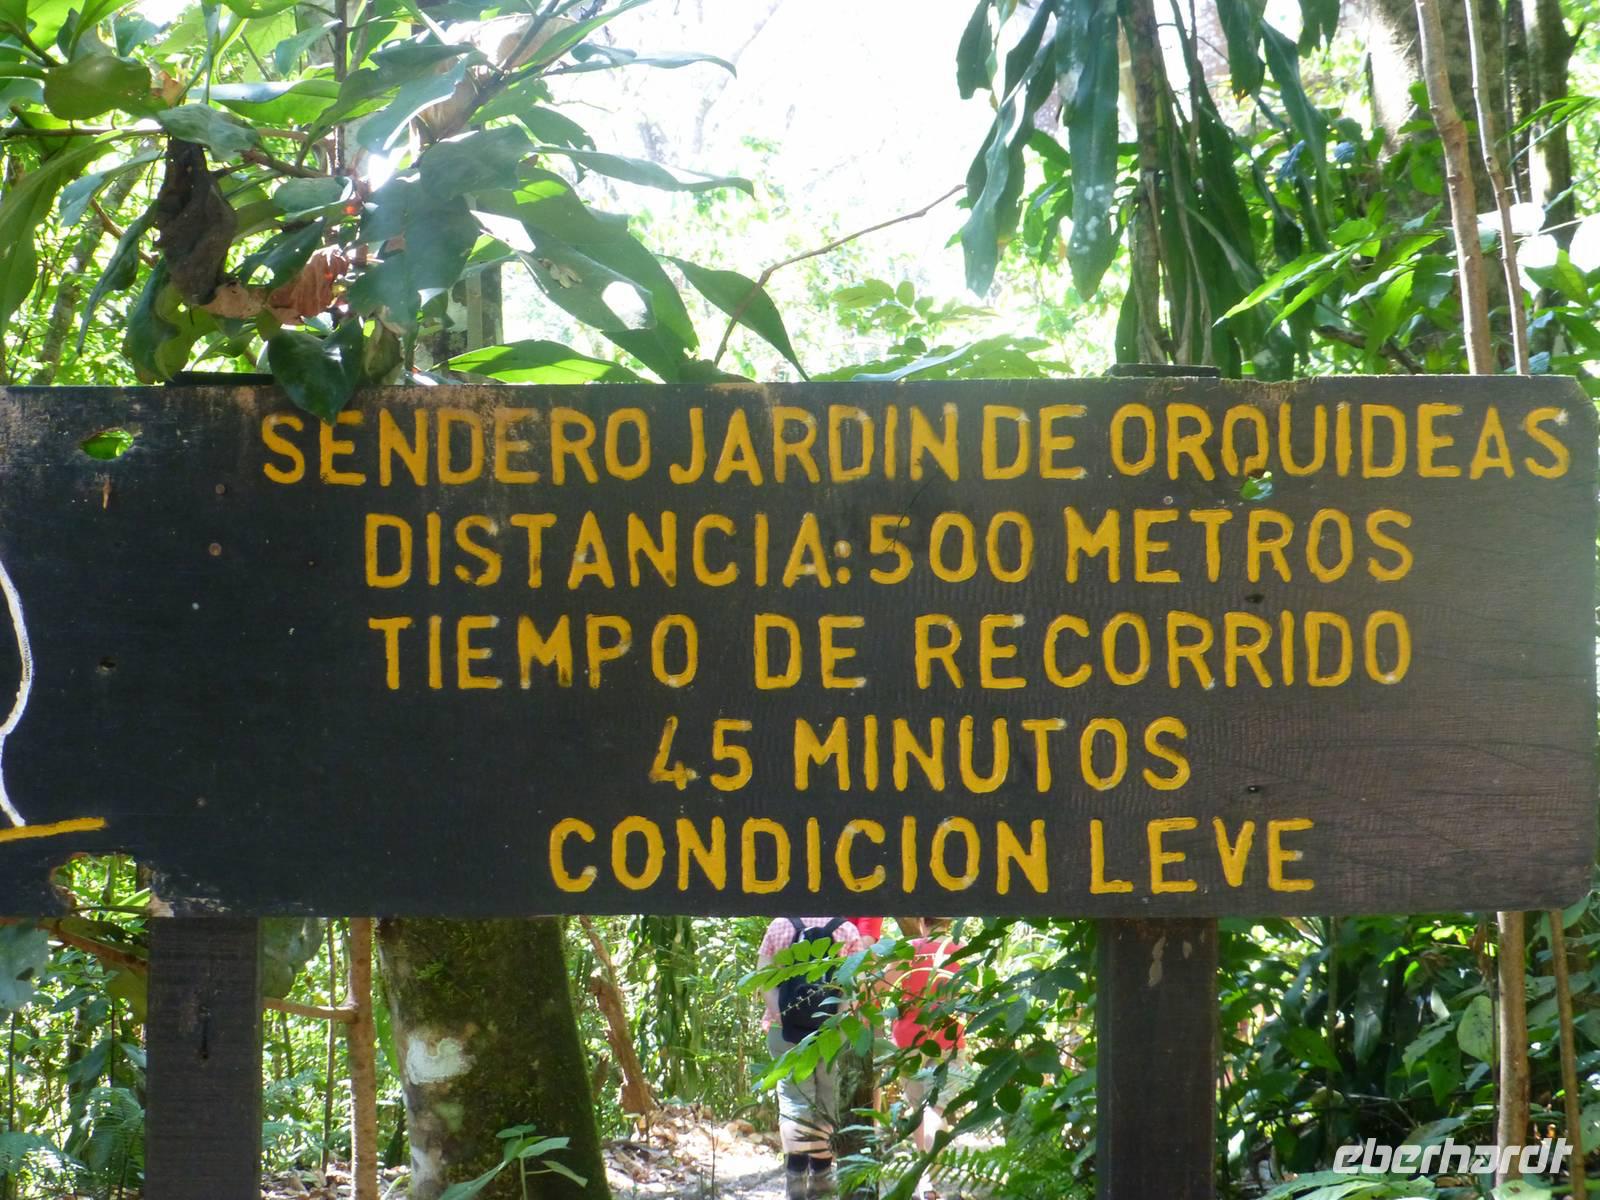 SENDERO JARDIN DE ORQUIDEAS
DISTANCIA: 500 METROS
TIEMPO DE RECORRIDO
45 MINUTOS
CONDICION LEVE
eberhardt